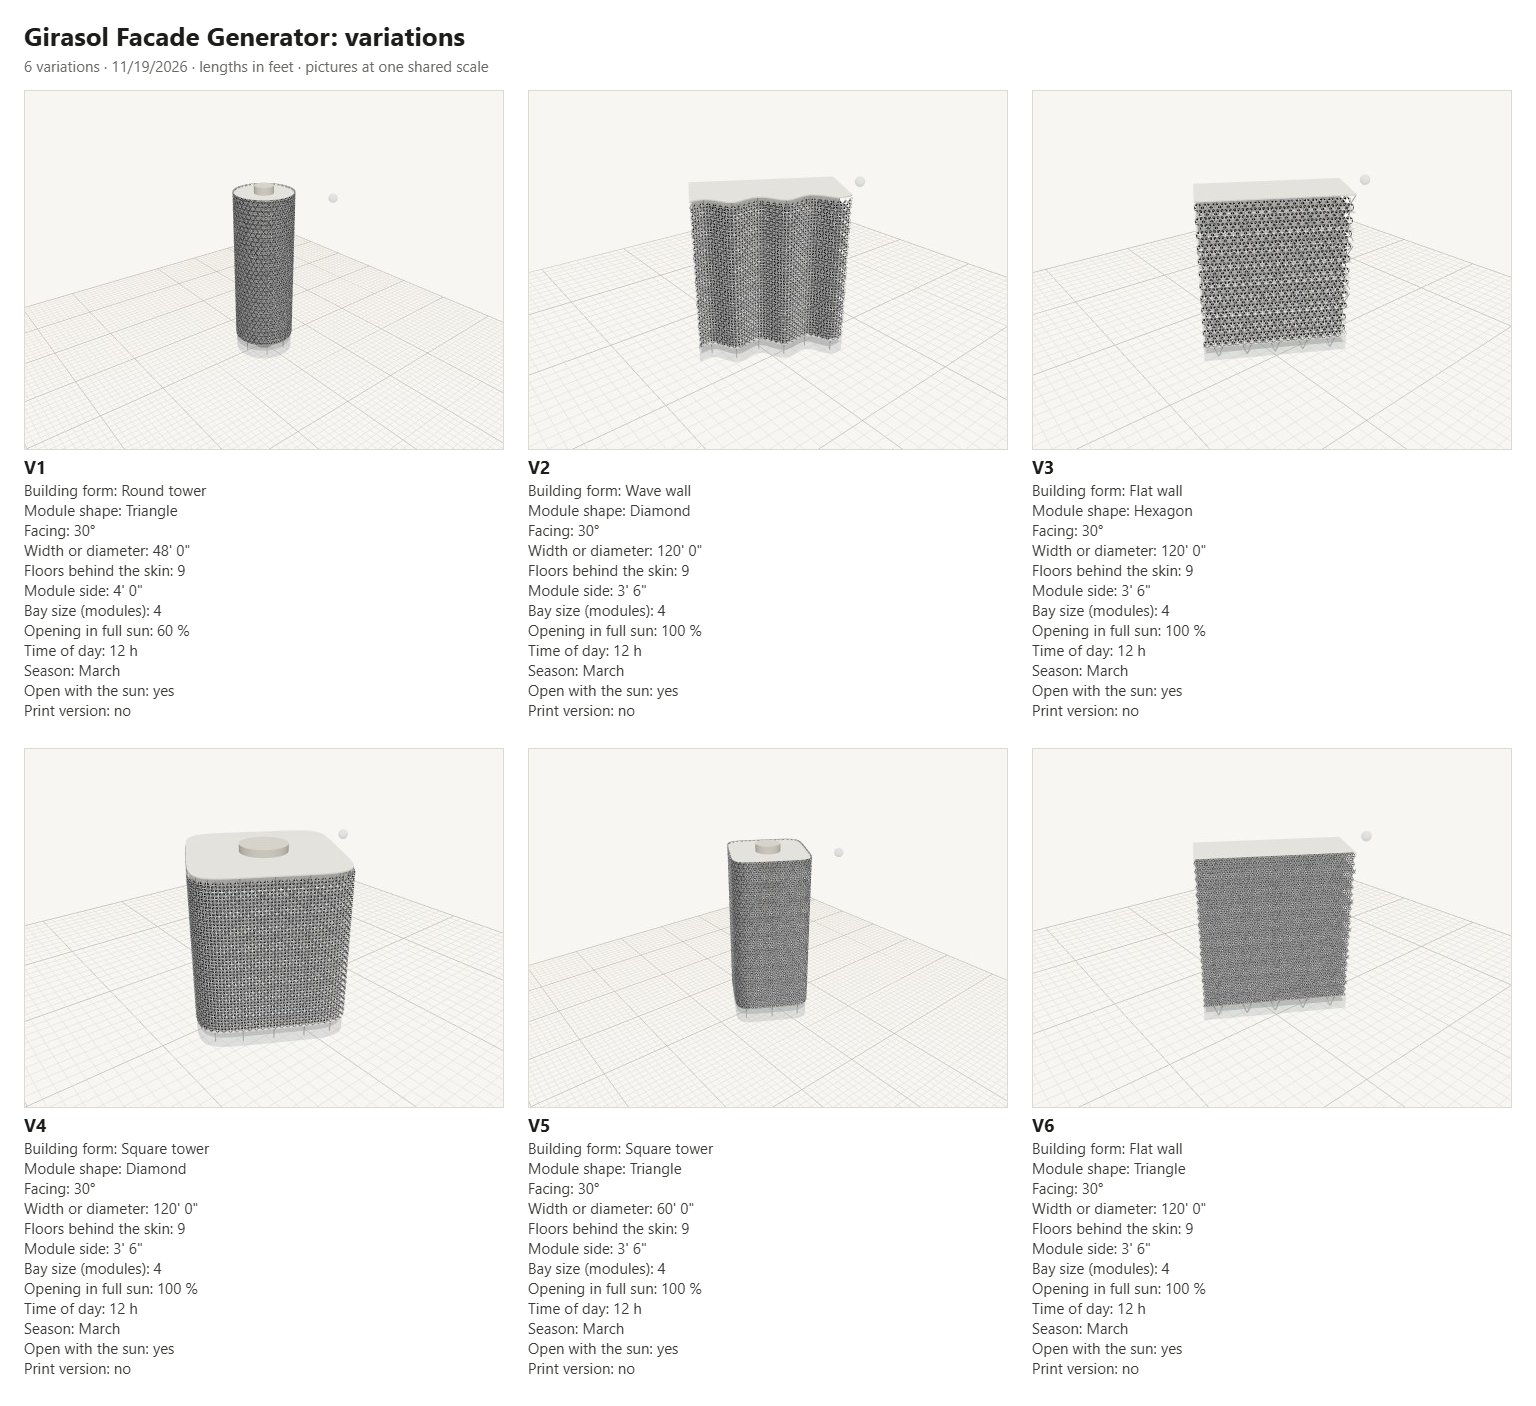 Girasol Facade Generator: variations
6 variations · 11/19/2026 · lengths in feet · pictures at one shared scale
V1
Building form: Round tower
Module shape: Triangle
Facing: 30°
Width or diameter: 48' 0"
Floors behind the skin: 9
Module side: 4' 0"
Bay size (modules): 4
Opening in full sun: 60 %
Time of day: 12 h
Season: March
Open with the sun: yes
Print version: no
V2
Building form: Wave wall
Module shape: Diamond
Facing: 30°
Width or diameter: 120' 0"
Floors behind the skin: 9
Module side: 3' 6"
Bay size (modules): 4
Opening in full sun: 100 %
Time of day: 12 h
Season: March
Open with the sun: yes
Print version: no
V3
Building form: Flat wall
Module shape: Hexagon
Facing: 30°
Width or diameter: 120' 0"
Floors behind the skin: 9
Module side: 3' 6"
Bay size (modules): 4
Opening in full sun: 100 %
Time of day: 12 h
Season: March
Open with the sun: yes
Print version: no
V4
Building form: Square tower
Module shape: Diamond
Facing: 30°
Width or diameter: 120' 0"
Floors behind the skin: 9
Module side: 3' 6"
Bay size (modules): 4
Opening in full sun: 100 %
Time of day: 12 h
Season: March
Open with the sun: yes
Print version: no
V5
Building form: Square tower
Module shape: Triangle
Facing: 30°
Width or diameter: 60' 0"
Floors behind the skin: 9
Module side: 3' 6"
Bay size (modules): 4
Opening in full sun: 100 %
Time of day: 12 h
Season: March
Open with the sun: yes
Print version: no
V6
Building form: Flat wall
Module shape: Triangle
Facing: 30°
Width or diameter: 120' 0"
Floors behind the skin: 9
Module side: 3' 6"
Bay size (modules): 4
Opening in full sun: 100 %
Time of day: 12 h
Season: March
Open with the sun: yes
Print version: no